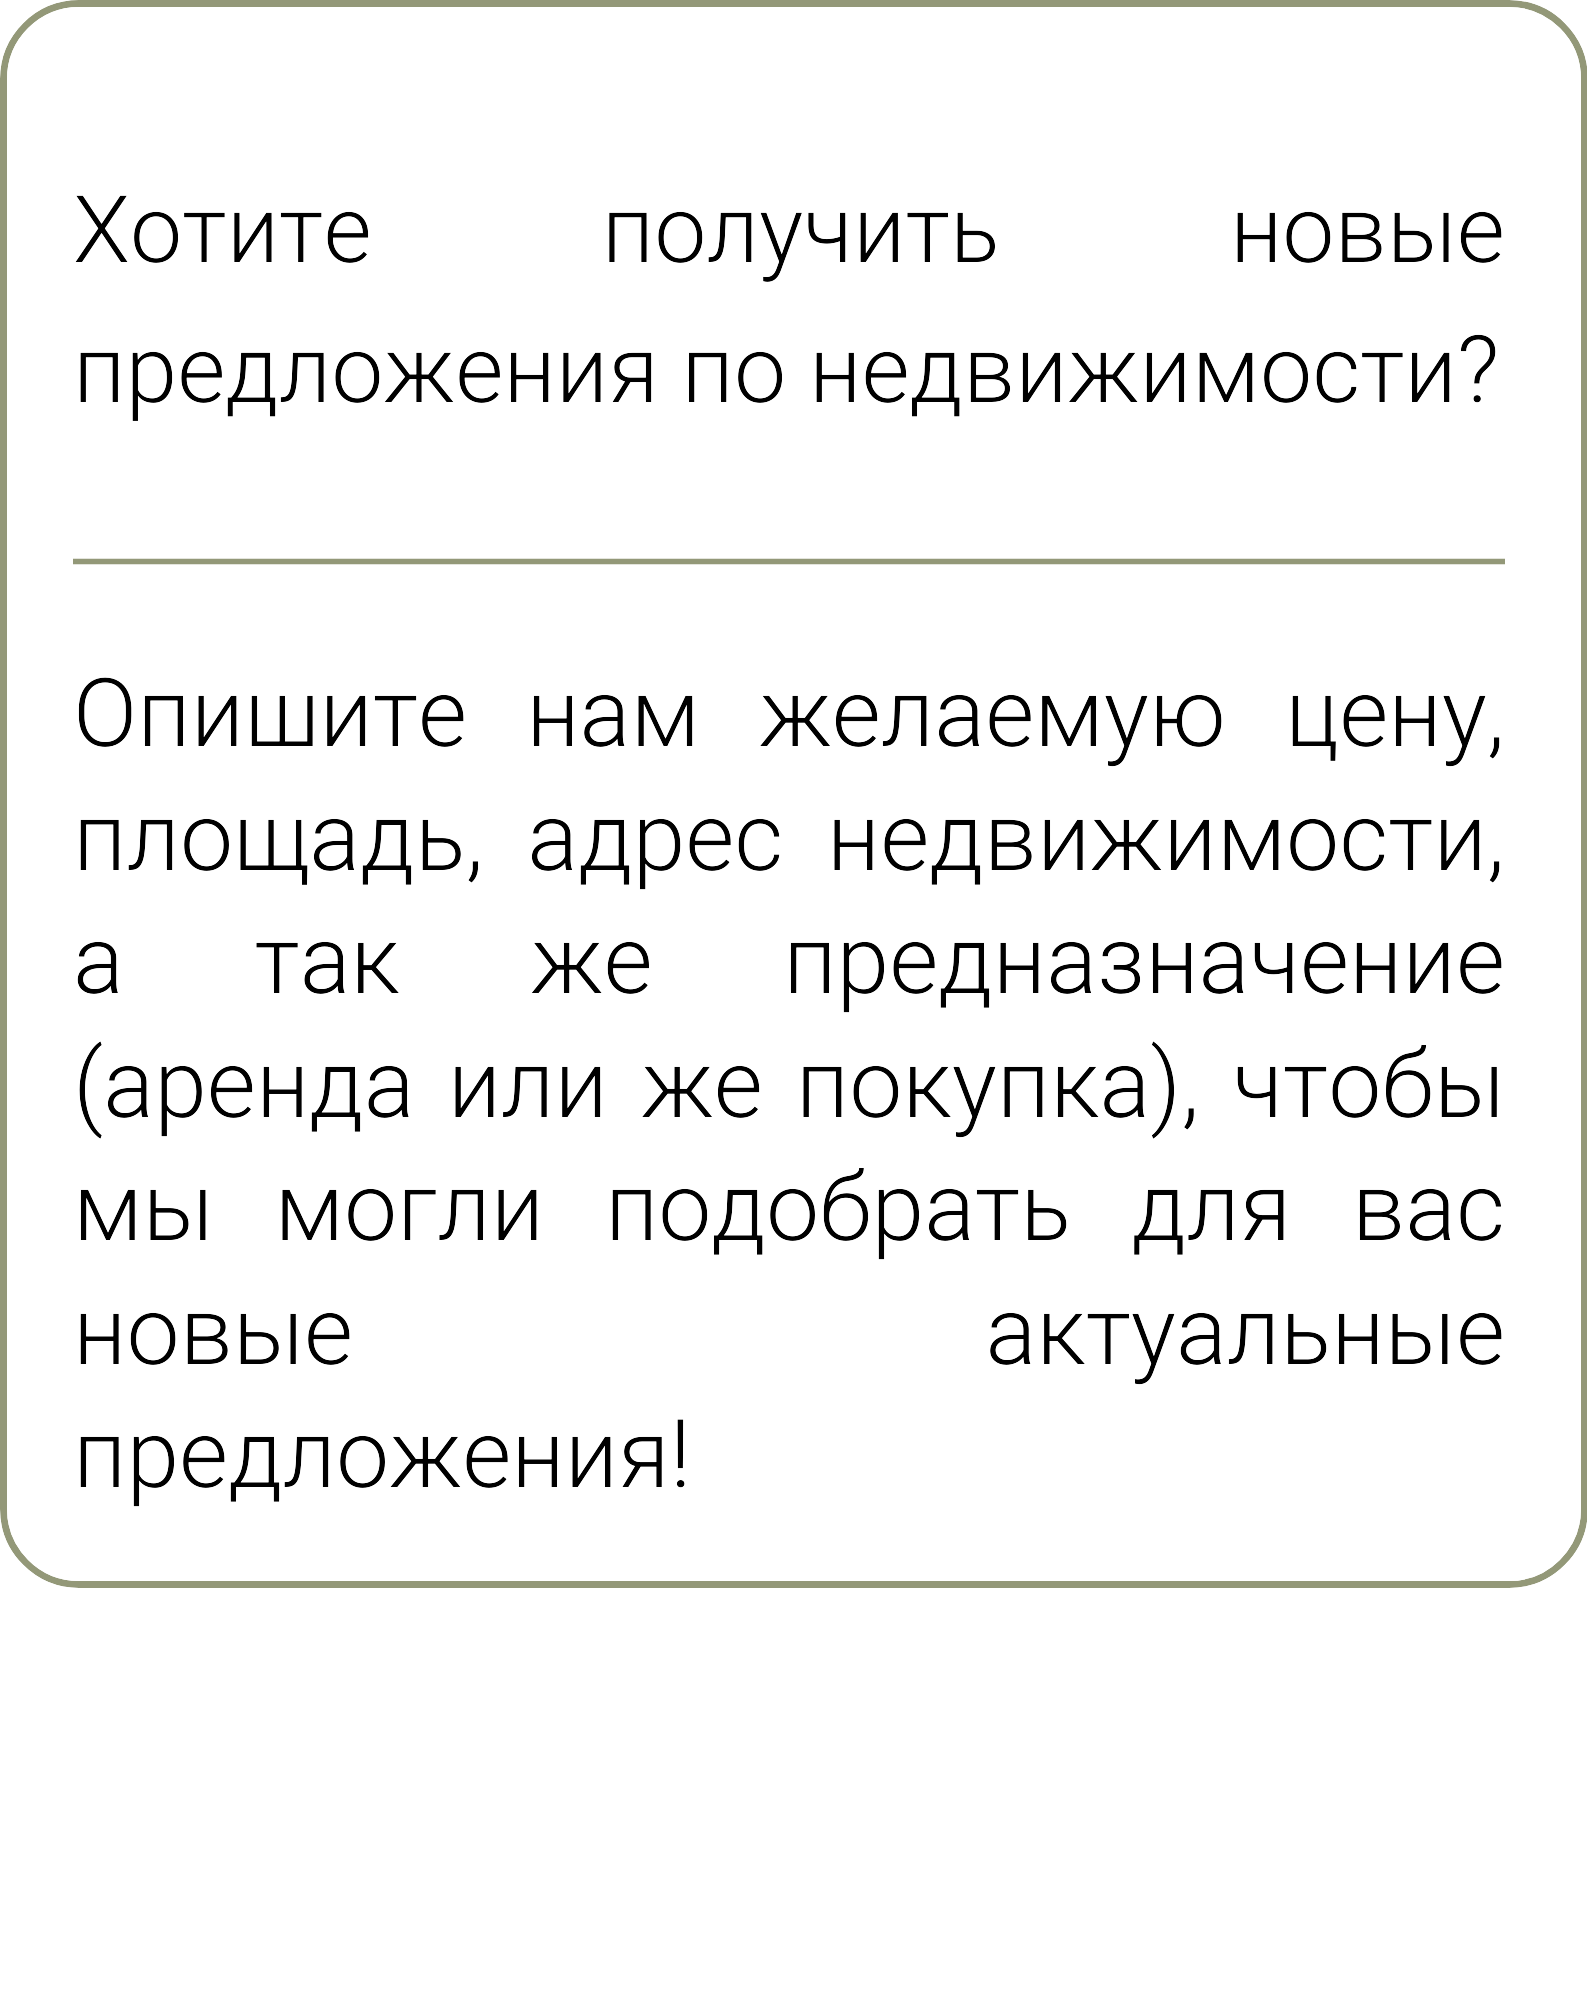 Хотите получить новые
предложения по недвижимости?
Опишите нам желаемую цену,
площадь, адрес недвижимости,
а так же предназначение
(аренда или же покупка), чтобы
мы могли подобрать для вас
новые актуальные
предложения!